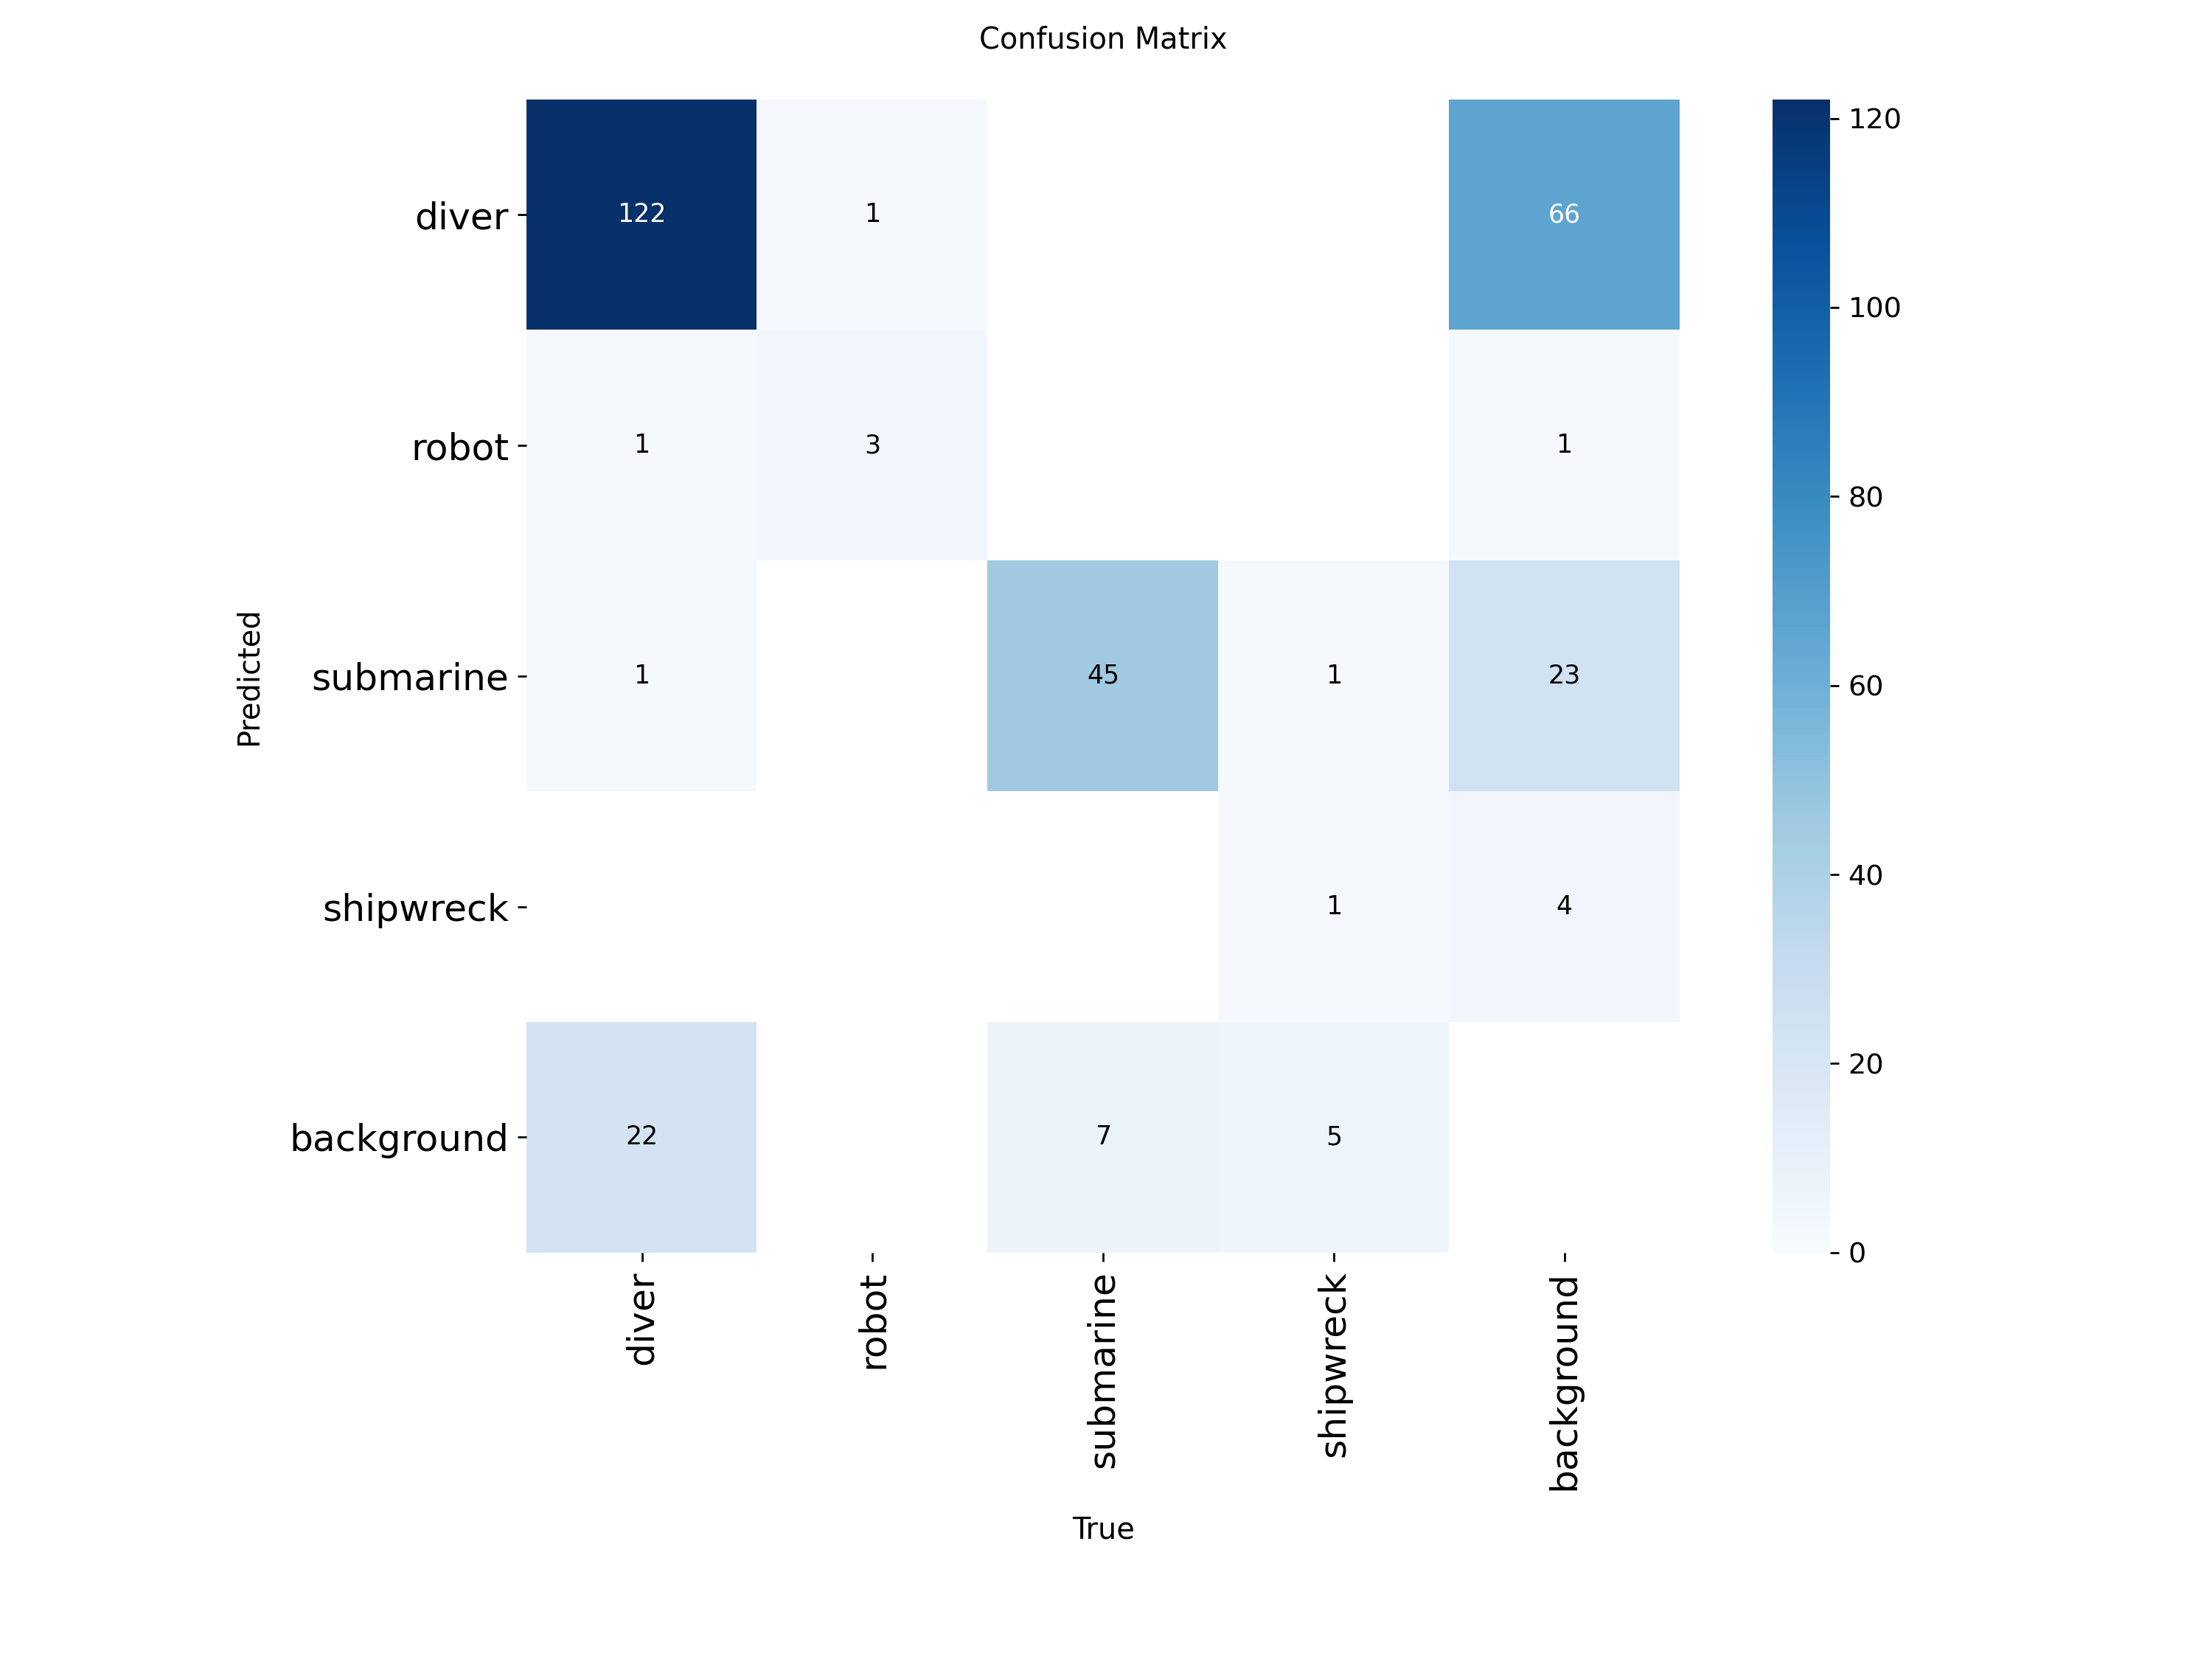 Confusion Matrix
diver
122
1
66
robot
1
3
1
submarine
1
45
1
23
shipwreck
1
4
background
22
7
5
Predicted
diver
robot
submarine
shipwreck
background
True
120
100
80
60
40
20
0